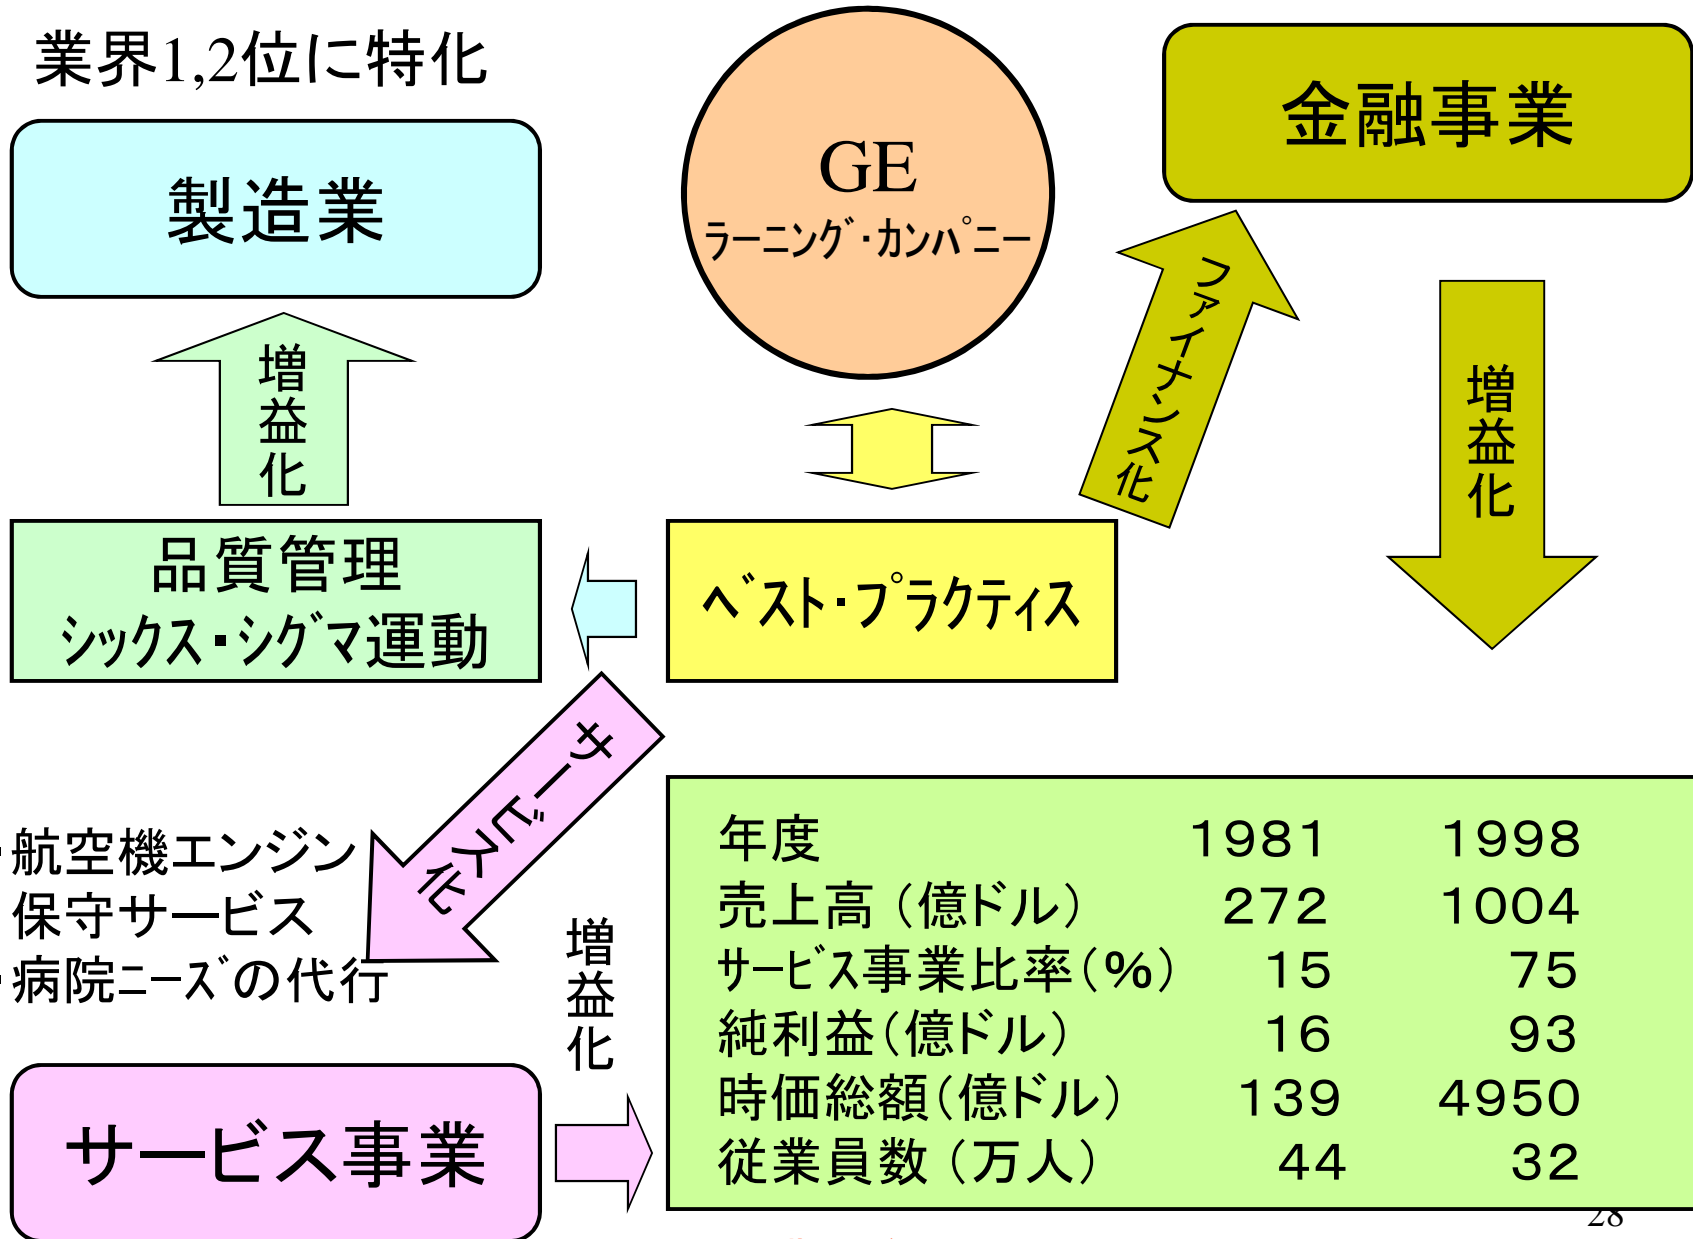 業界1,2位に特化
製造業
GE
ラーニング・カンパニー
金融事業
増益化
ファイナンス化
増益化
品質管理
シックス・シグマ運動
ベスト・プラクティス
サービス化
・航空機エンジン
保守サービス
・病院ニーズの代行
増益化
サービス事業
年度 1981 1998
売上高(億ドル) 272 1004
サービス事業比率(%) 15 75
純利益(億ドル) 16 93
時価総額(億ドル) 139 4950
従業員数(万人) 44 32
28